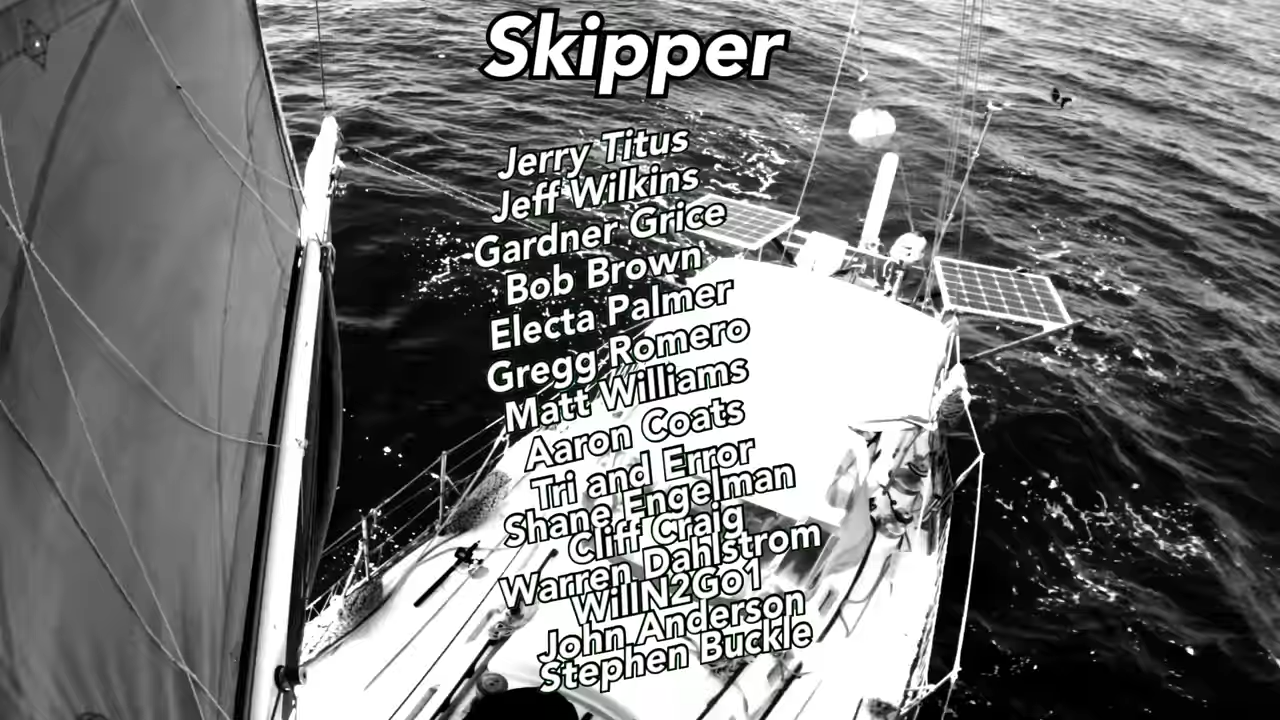 Skipper
Jerry Titus
Jeff Wilkins
Gardner Grice
Bob Brown
Electa Palmer
Gregg Romero
Matt Williams
Aaron Coats
Tri and Error
Shane Engelman
Cliff Craig
Warren Dahlstrom
WillN2Go1
John Anderson
Stephen Buckle